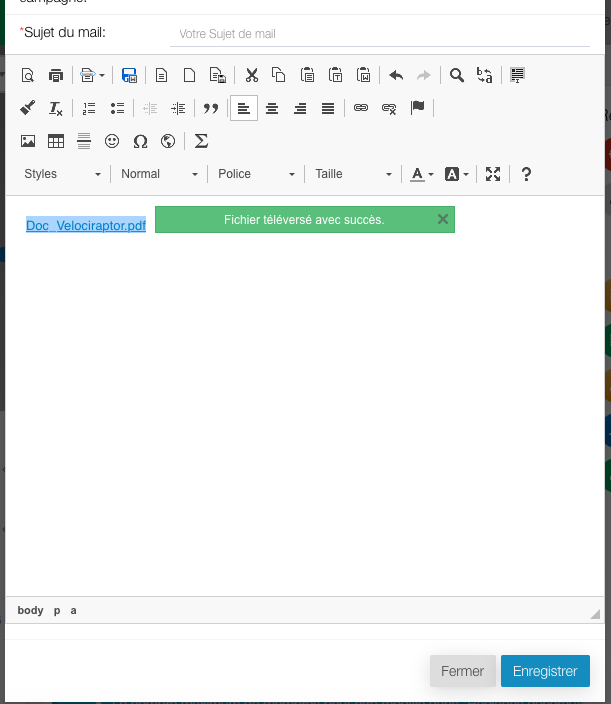 campagne.
*Sujet du mail:
Votre Sujet de mail
Styles Normal Police Taille A A ?
Doc_Velociraptor.pdf
Fichier téléversé avec succès.
body p a
Fermer Enregistrer